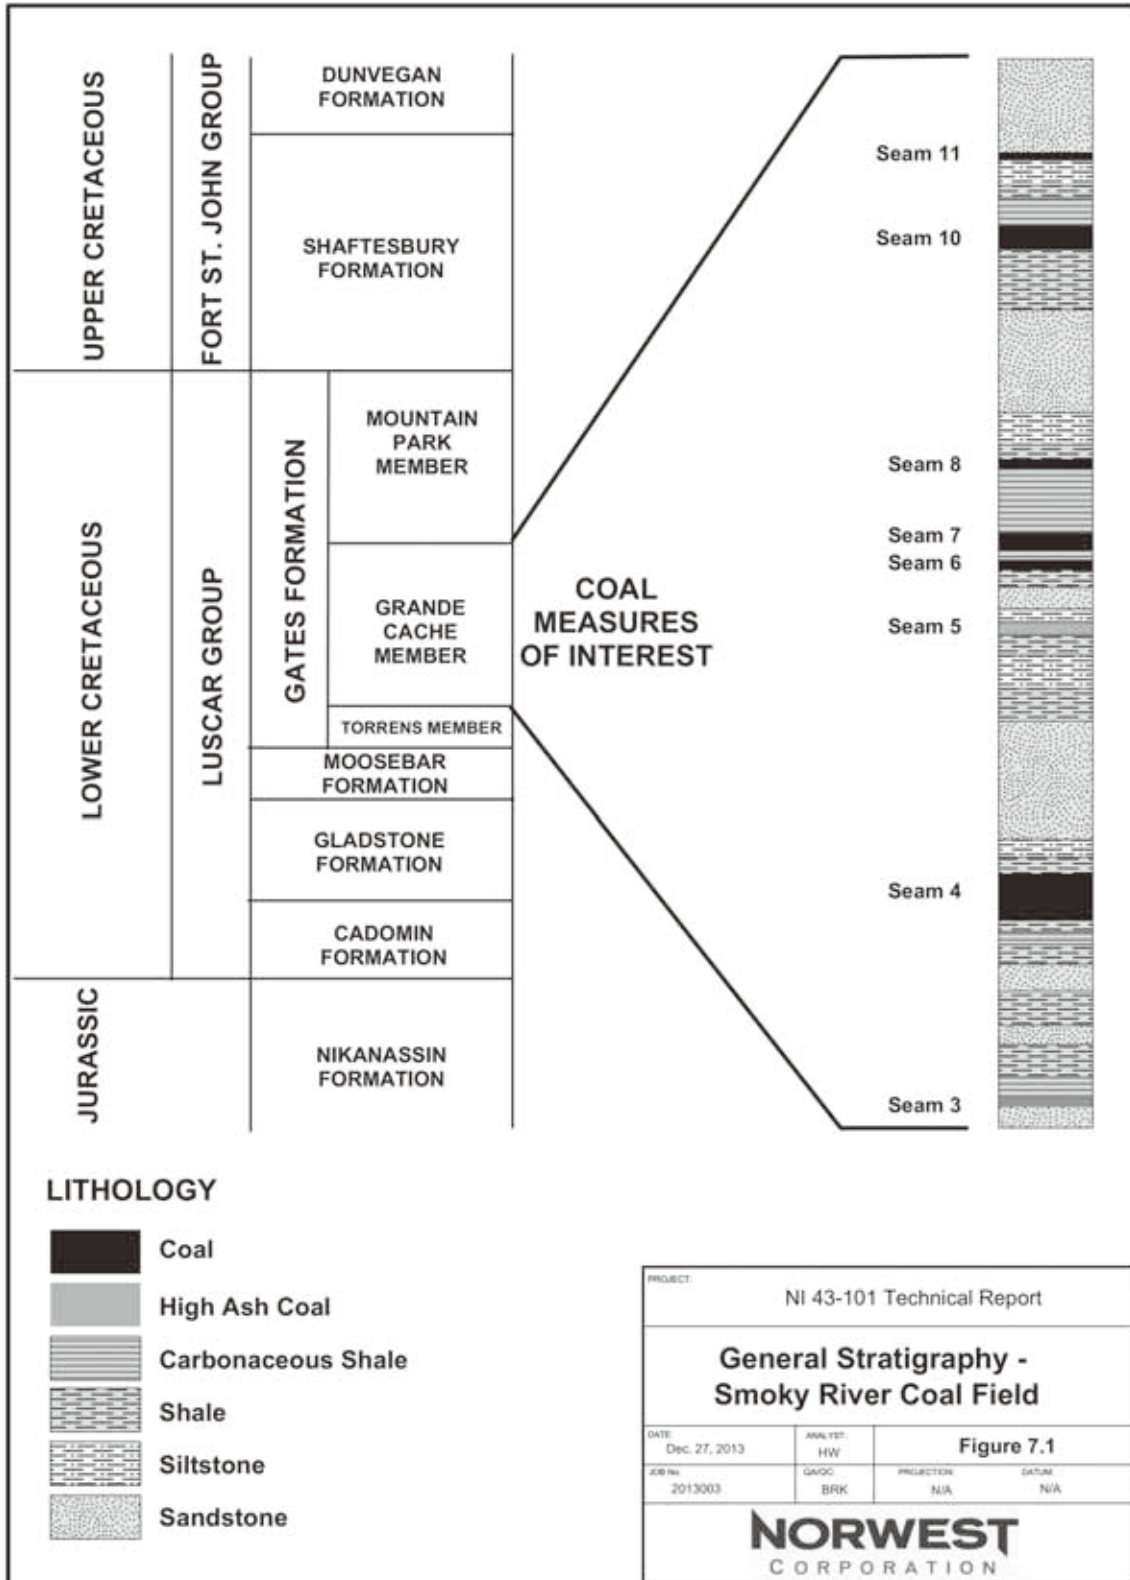 UPPER CRETACEOUS
FORT ST. JOHN GROUP
DUNVEGAN
FORMATION
SHAFTESBURY
FORMATION
LOWER CRETACEOUS
LUSCAR GROUP
GATES FORMATION
MOUNTAIN
PARK
MEMBER
GRANDE
CACHE
MEMBER
TORRENS MEMBER
MOOSEBAR
FORMATION
GLADSTONE
FORMATION
CADOMIN
FORMATION
JURASSIC
NIKANASSIN
FORMATION
COAL
MEASURES
OF INTEREST
Seam 11
Seam 10
Seam 8
Seam 7
Seam 6
Seam 5
Seam 4
Seam 3
LITHOLOGY
Coal
High Ash Coal
Carbonaceous Shale
Shale
Siltstone
Sandstone
PROJECT:
NI 43-101 Technical Report
General Stratigraphy -
Smoky River Coal Field
DATE: ANALYST:
Dec. 27, 2013 HW Figure 7.1
JOB No. QA/QC: PROJECTION: DATUM:
2013003 BRK N/A N/A
NORWEST
CORPORATION